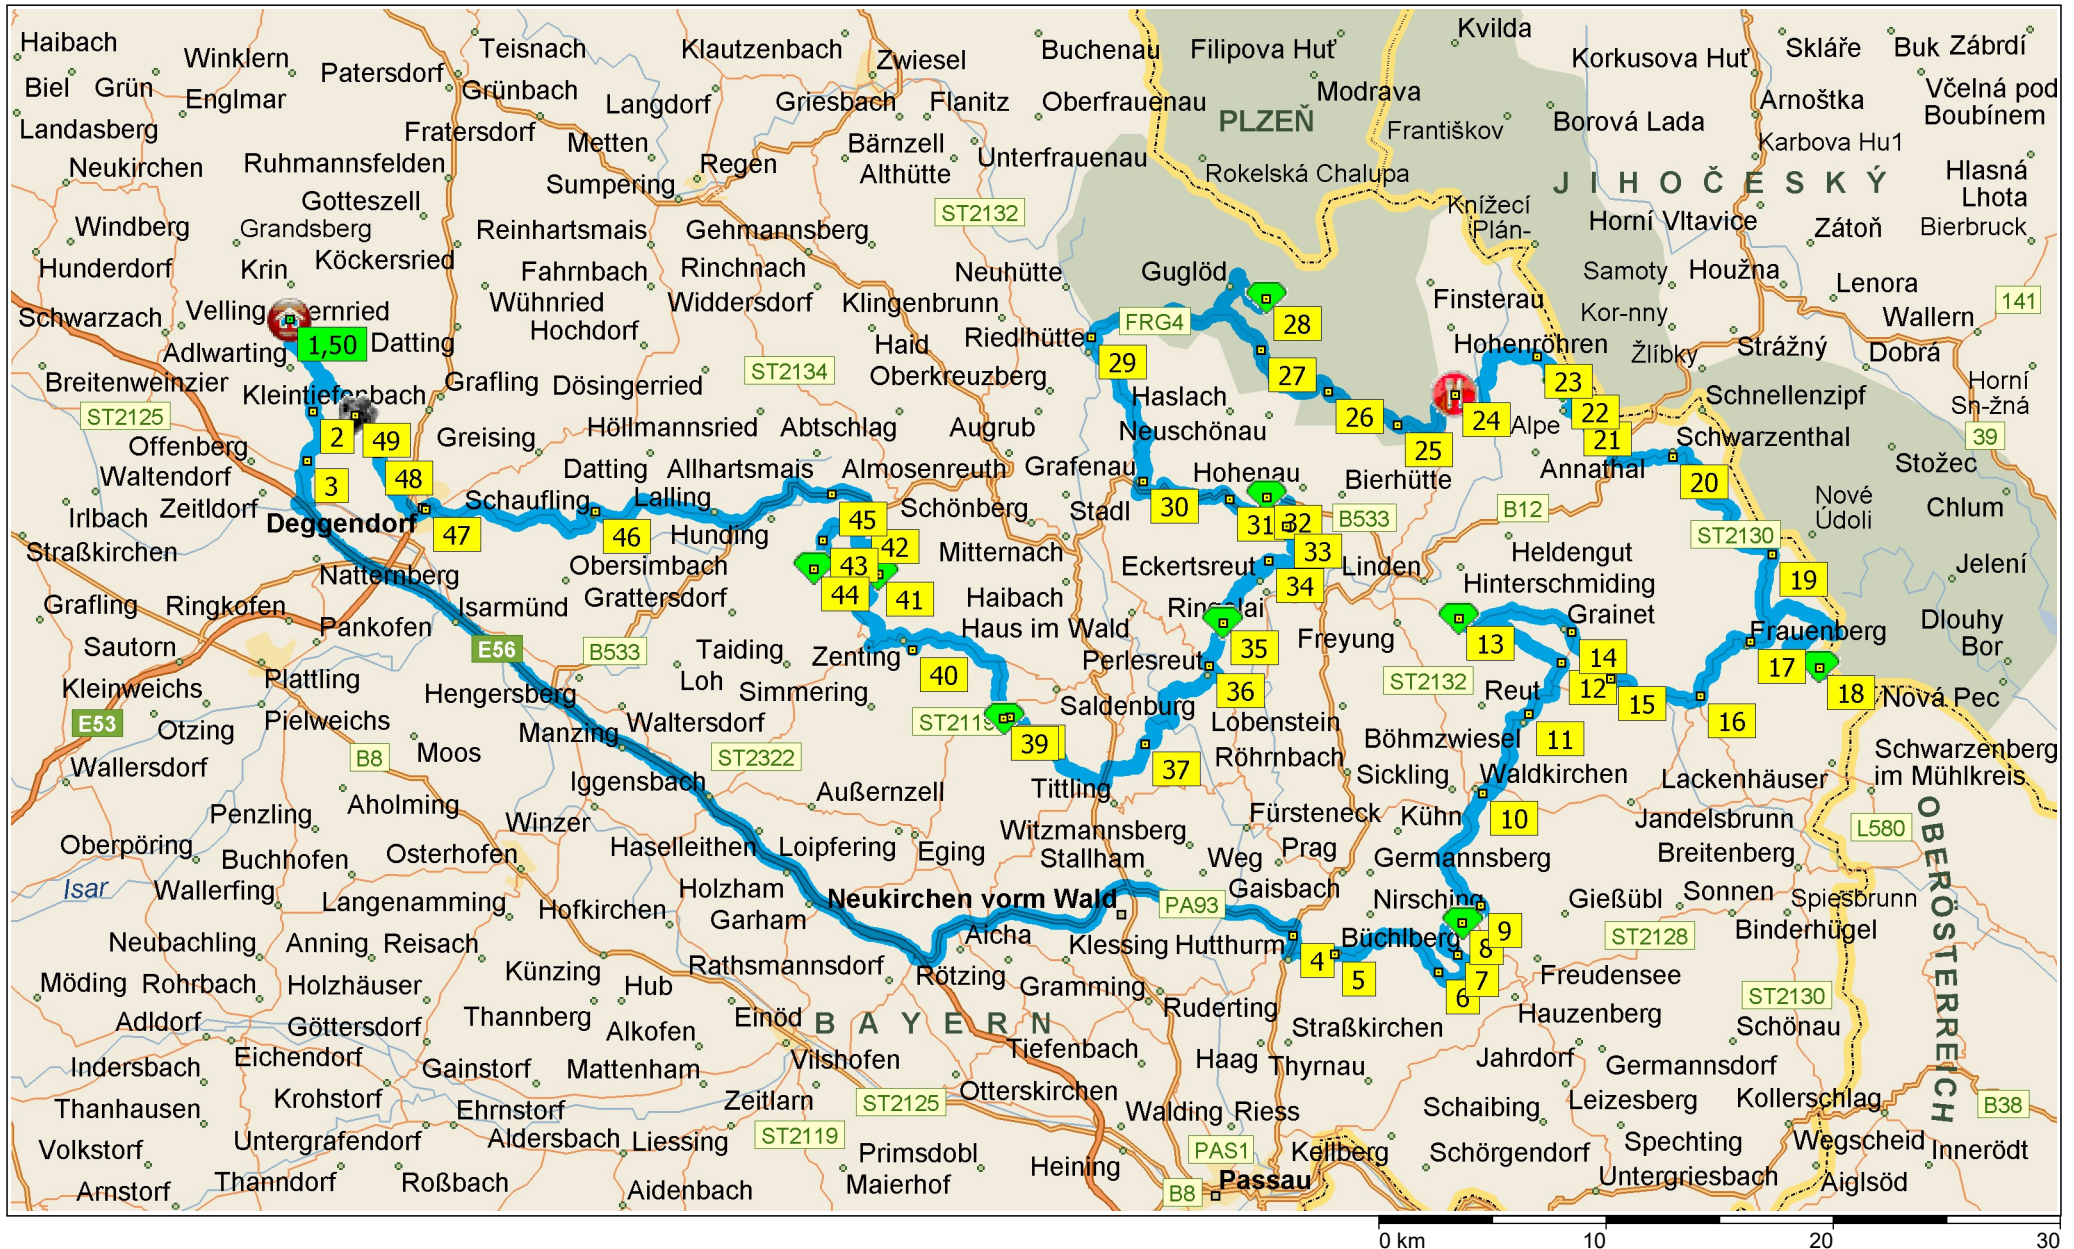 Haibach
Winklern
Teisnach
Klautzenbach
Zwiesel
Buchenau
Filipova Huť
Kvilda
Korkusova Huť
Skláře
Buk
Zábrdí
Biel
Grün
Englmar
Patersdorf
Grünbach
Langdorf
Griesbach
Flanitz
Oberfrauenau
Modrava
Arnoštka
Včelná pod
Boubínem
Landasberg
Fratersdorf
Metten
Bärnzell
PLZEŇ
Františkov
Borová Lada
Karbova Hu1
Neukirchen
Ruhmannsfelden
Sumpering
Regen
Althütte
Unterfrauenau
Rokelská Chalupa
JIHOČESKÝ
Hlasná
Lhota
Gotteszell
ST2132
Knížecí
Plán-
Windberg
Grandsberg
Reinhartsmais
Gehmannsberg
Horní Vltavice
Zátoň
Bierbruck
Hunderdorf
Krin
Köckersried
Fahrnbach
Rinchnach
Neuhütte
Guglöd
Samoty
Houžna
Lenora
Schwarzach
Velling
ernried
Wühnried
Widdersdorf
Klingenbrunn
FRG4
28
Finsterau
Kor-nny
141
Wallern
1,50
Datting
Hochdorf
Haid
Riedlhütte
Hohenröhren
Žlíbky
Strážný
Dobrá
Adlwarting
ST2134
Oberkreuzberg
29
27
23
Horní
Sn-žná
Breitenweinzier
Kleintiefenbach
Grafling
Dösingerried
Haslach
26
24
22
Schnellenzipf
ST2125
2
49
Greising
Höllmannsried
Abtschlag
Augrub
Neuschönau
25
Alpe
21
Schwarzenthal
39
Offenberg
Waltendorf
3
48
Datting
Allhartsmais
Almosenreuth
Grafenau
Hohenau
Bierhütte
Annathal
20
Stožec
Zeitldorf
Schaufling
Lalling
45
Schönberg
Stadl
30
31
32
B533
B12
Nové
Údoli
Chlum
Irlbach
Deggendorf
47
46
Hunding
42
Mitternach
33
ST2130
Straßkirchen
Natternberg
Obersimbach
43
Eckertsreut
34
Linden
Heldengut
Hinterschmiding
19
Jelení
Grafling
Ringkofen
Isarmünd
Grattersdorf
44
41
Haibach
Haus im Wald
Grainet
Dlouhy
Bor
Sautorn
Pankofen
E56
B533
Taiding
Zenting
40
Perlesreut
35
Freyung
13
14
Frauenberg
17
Kleinweichs
Plattling
Hengersberg
Loh
Simmering
36
ST2132
Reut
12
15
18
Nová Pec
E53
Otzing
Pielweichs
Manzing
Waltersdorf
39
Saldenburg
Lobenstein
11
16
B8
Moos
ST2322
37
Röhrnbach
Böhmzwiesel
Schwarzenberg
im Mühlkreis
Wallersdorf
Iggensbach
Tittling
Sickling
Waldkirchen
Lackenhäuser
Penzling
Aholming
Winzer
Außernzell
Witzmannsberg
Fürsteneck
Kühn
10
Jandelsbrunn
L580
Oberpöring
Buchhofen
Osterhofen
Haselleithen
Loipfering
Eging
Stallham
Weg
Prag
Germannsberg
Breitenberg
OBERÖSTERREICH
Isar
Wallerfing
Langenamming
Hofkirchen
Holzham
Garham
Neukirchen vorm Wald
PA93
Gaisbach
Nirsching
Gießübl
Sonnen
Spiesbrunn
Neubachling
Anning
Reisach
Aicha
Klessing
Hutthurm
4
Büchlberg
8
9
ST2128
Binderhügel
Möding
Rohrbach
Holzhäuser
Künzing
Hub
Rathsmannsdorf
Rötzing
Gramming
5
6
7
Freudensee
ST2130
Adldorf
Göttersdorf
Thannberg
Alkofen
Einöd
BAYERN
Ruderting
Straßkirchen
Hauzenberg
Schönau
Indersbach
Eichendorf
Gainstorf
Mattenham
Vilshofen
Tiefenbach
Haag
Thyrnau
Jahrdorf
Germannsdorf
Thanhausen
Krohstorf
Ehrnstorf
Zeitlarn
ST2125
Otterskirchen
Walding
Riess
Schaibing
Leizesberg
Kollerschlag
B38
Volkstorf
Untergrafendorf
Aldersbach
Liessing
ST2119
Primsdobl
Heining
PAS1
Kellberg
Schörgendorf
Spechting
Wegscheid
Innerödt
Arnstorf
Thanndorf
Roßbach
Aidenbach
Maierhof
B8
Passau
Untergriesbach
Aiglsöd
0 km
10
20
30